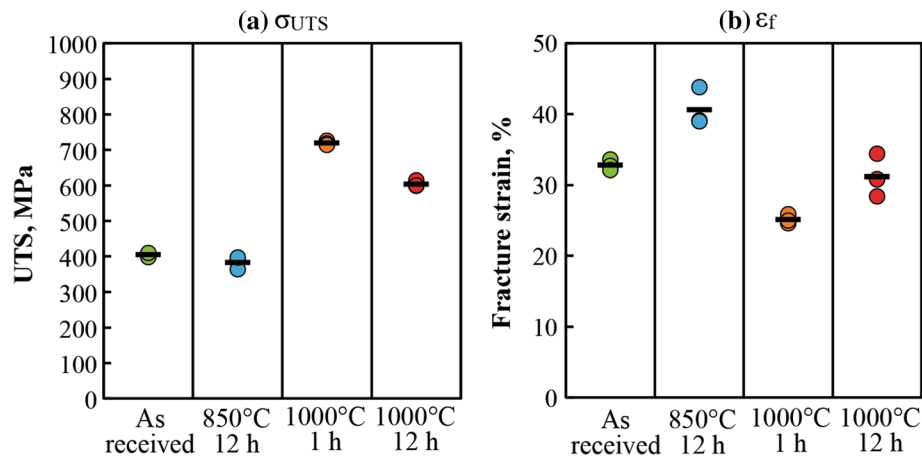 (a) σUTS
UTS, MPa
1000
900
800
700
600
500
400
300
200
100
0
As received
850°C 12 h
1000°C 1 h
1000°C 12 h
(b) εf
Fracture strain, %
50
40
30
20
10
0
As received
850°C 12 h
1000°C 1 h
1000°C 12 h